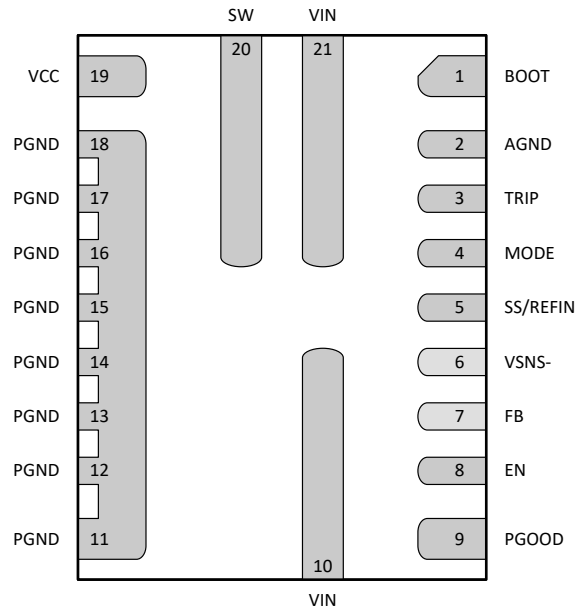 SW VIN
20 21
VCC 19 1 BOOT
PGND 18 2 AGND
PGND 17 3 TRIP
PGND 16 4 MODE
PGND 15 5 SS/REFIN
PGND 14 6 VSNS-
PGND 13 7 FB
PGND 12 8 EN
PGND 11 9 PGOOD
10
VIN